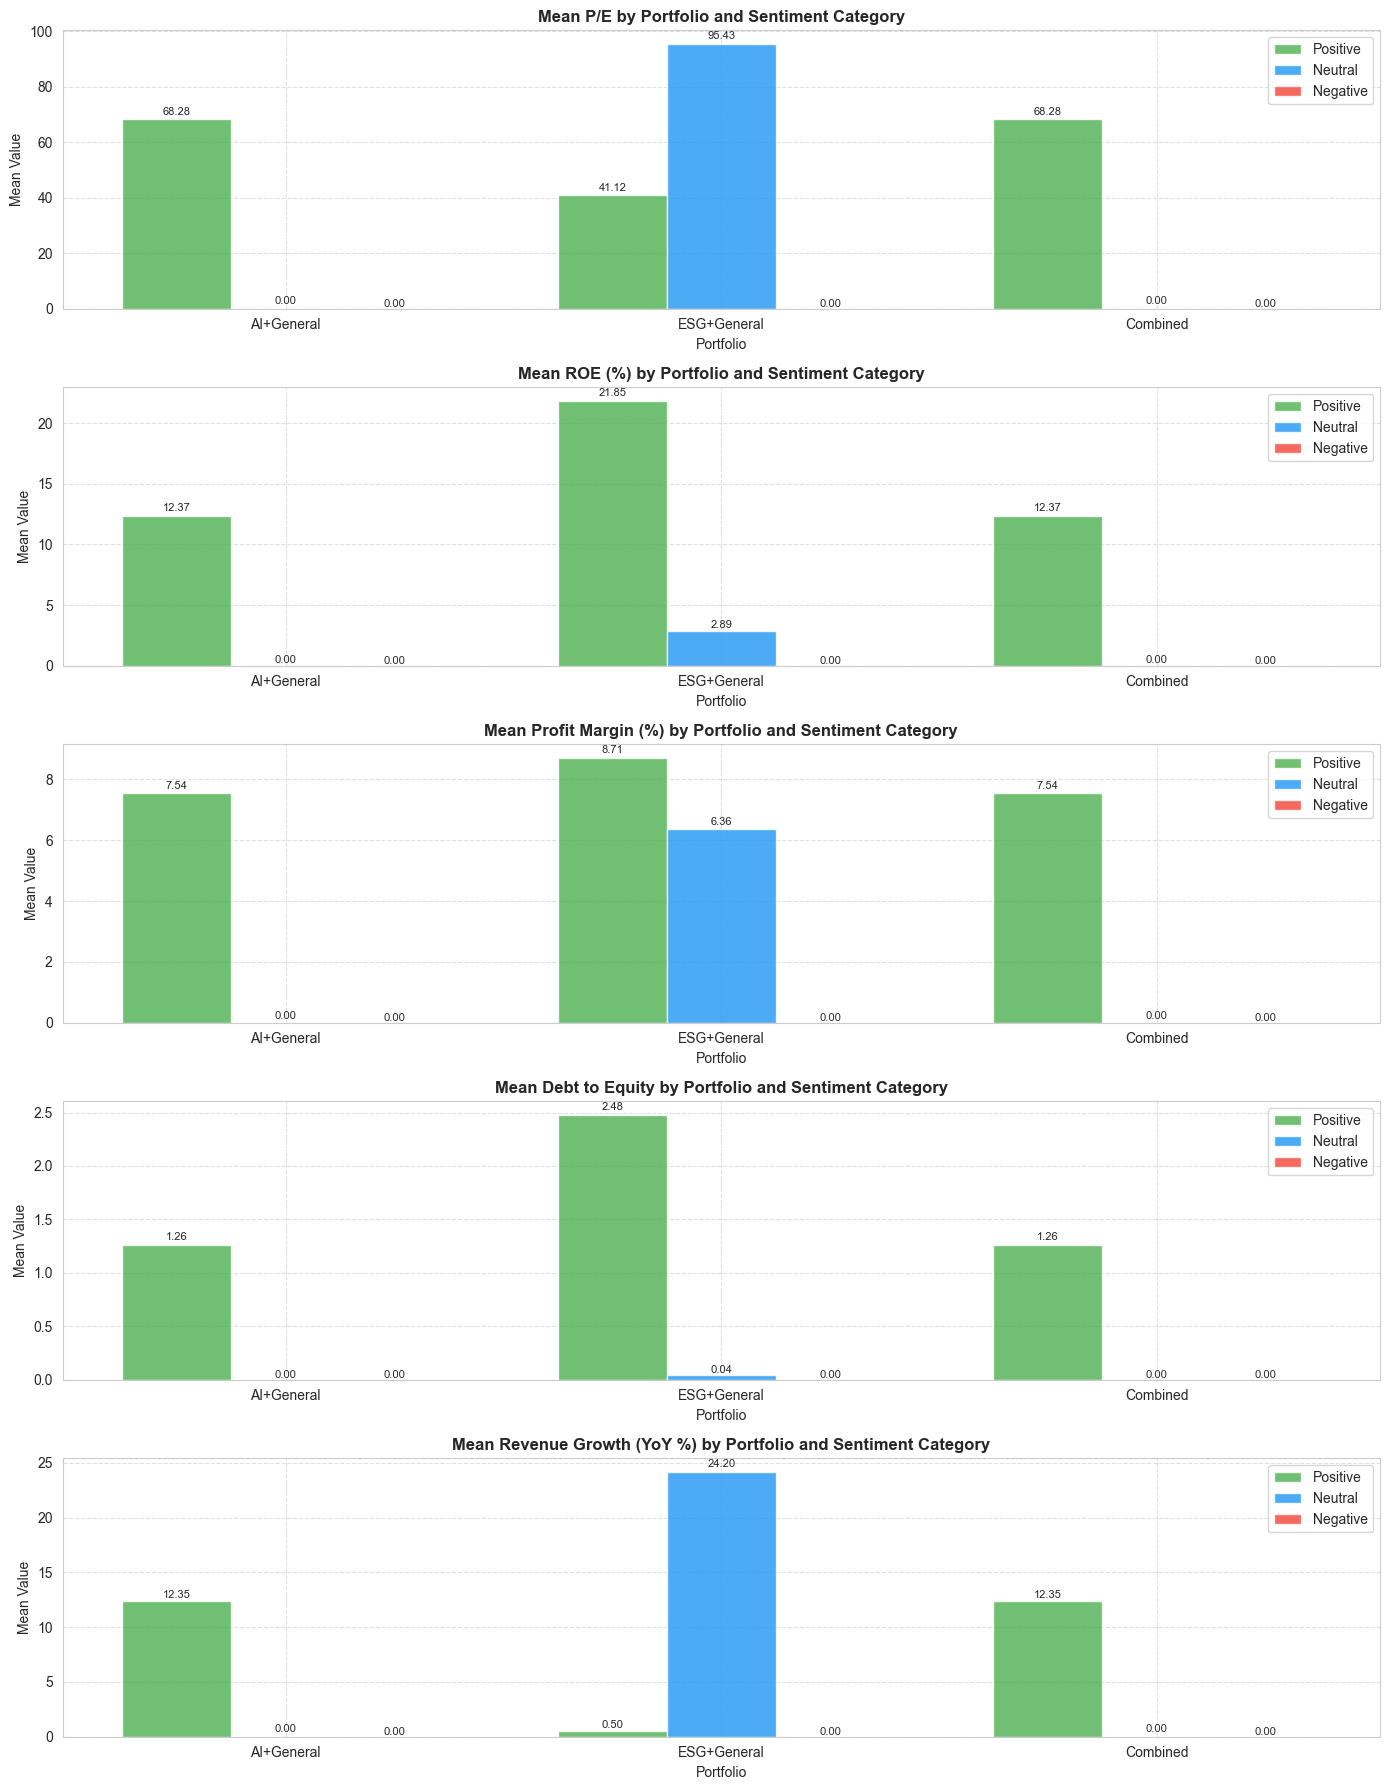 Mean P/E by Portfolio and Sentiment Category
Mean Value
100
80
60
40
20
0
68.28
0.00
0.00
41.12
95.43
0.00
68.28
0.00
0.00
Positive
Neutral
Negative
AI+General
ESG+General
Combined
Portfolio
Mean ROE (%) by Portfolio and Sentiment Category
Mean Value
20
15
10
5
0
12.37
0.00
0.00
21.85
2.89
0.00
12.37
0.00
0.00
Positive
Neutral
Negative
AI+General
ESG+General
Combined
Portfolio
Mean Profit Margin (%) by Portfolio and Sentiment Category
Mean Value
8
6
4
2
0
7.54
0.00
0.00
8.71
6.36
0.00
7.54
0.00
0.00
Positive
Neutral
Negative
AI+General
ESG+General
Combined
Portfolio
Mean Debt to Equity by Portfolio and Sentiment Category
Mean Value
2.5
2.0
1.5
1.0
0.5
0.0
1.26
0.00
0.00
2.48
0.04
0.00
1.26
0.00
0.00
Positive
Neutral
Negative
AI+General
ESG+General
Combined
Portfolio
Mean Revenue Growth (YoY %) by Portfolio and Sentiment Category
Mean Value
25
20
15
10
5
0
12.35
0.00
0.00
0.50
24.20
0.00
12.35
0.00
0.00
Positive
Neutral
Negative
AI+General
ESG+General
Combined
Portfolio